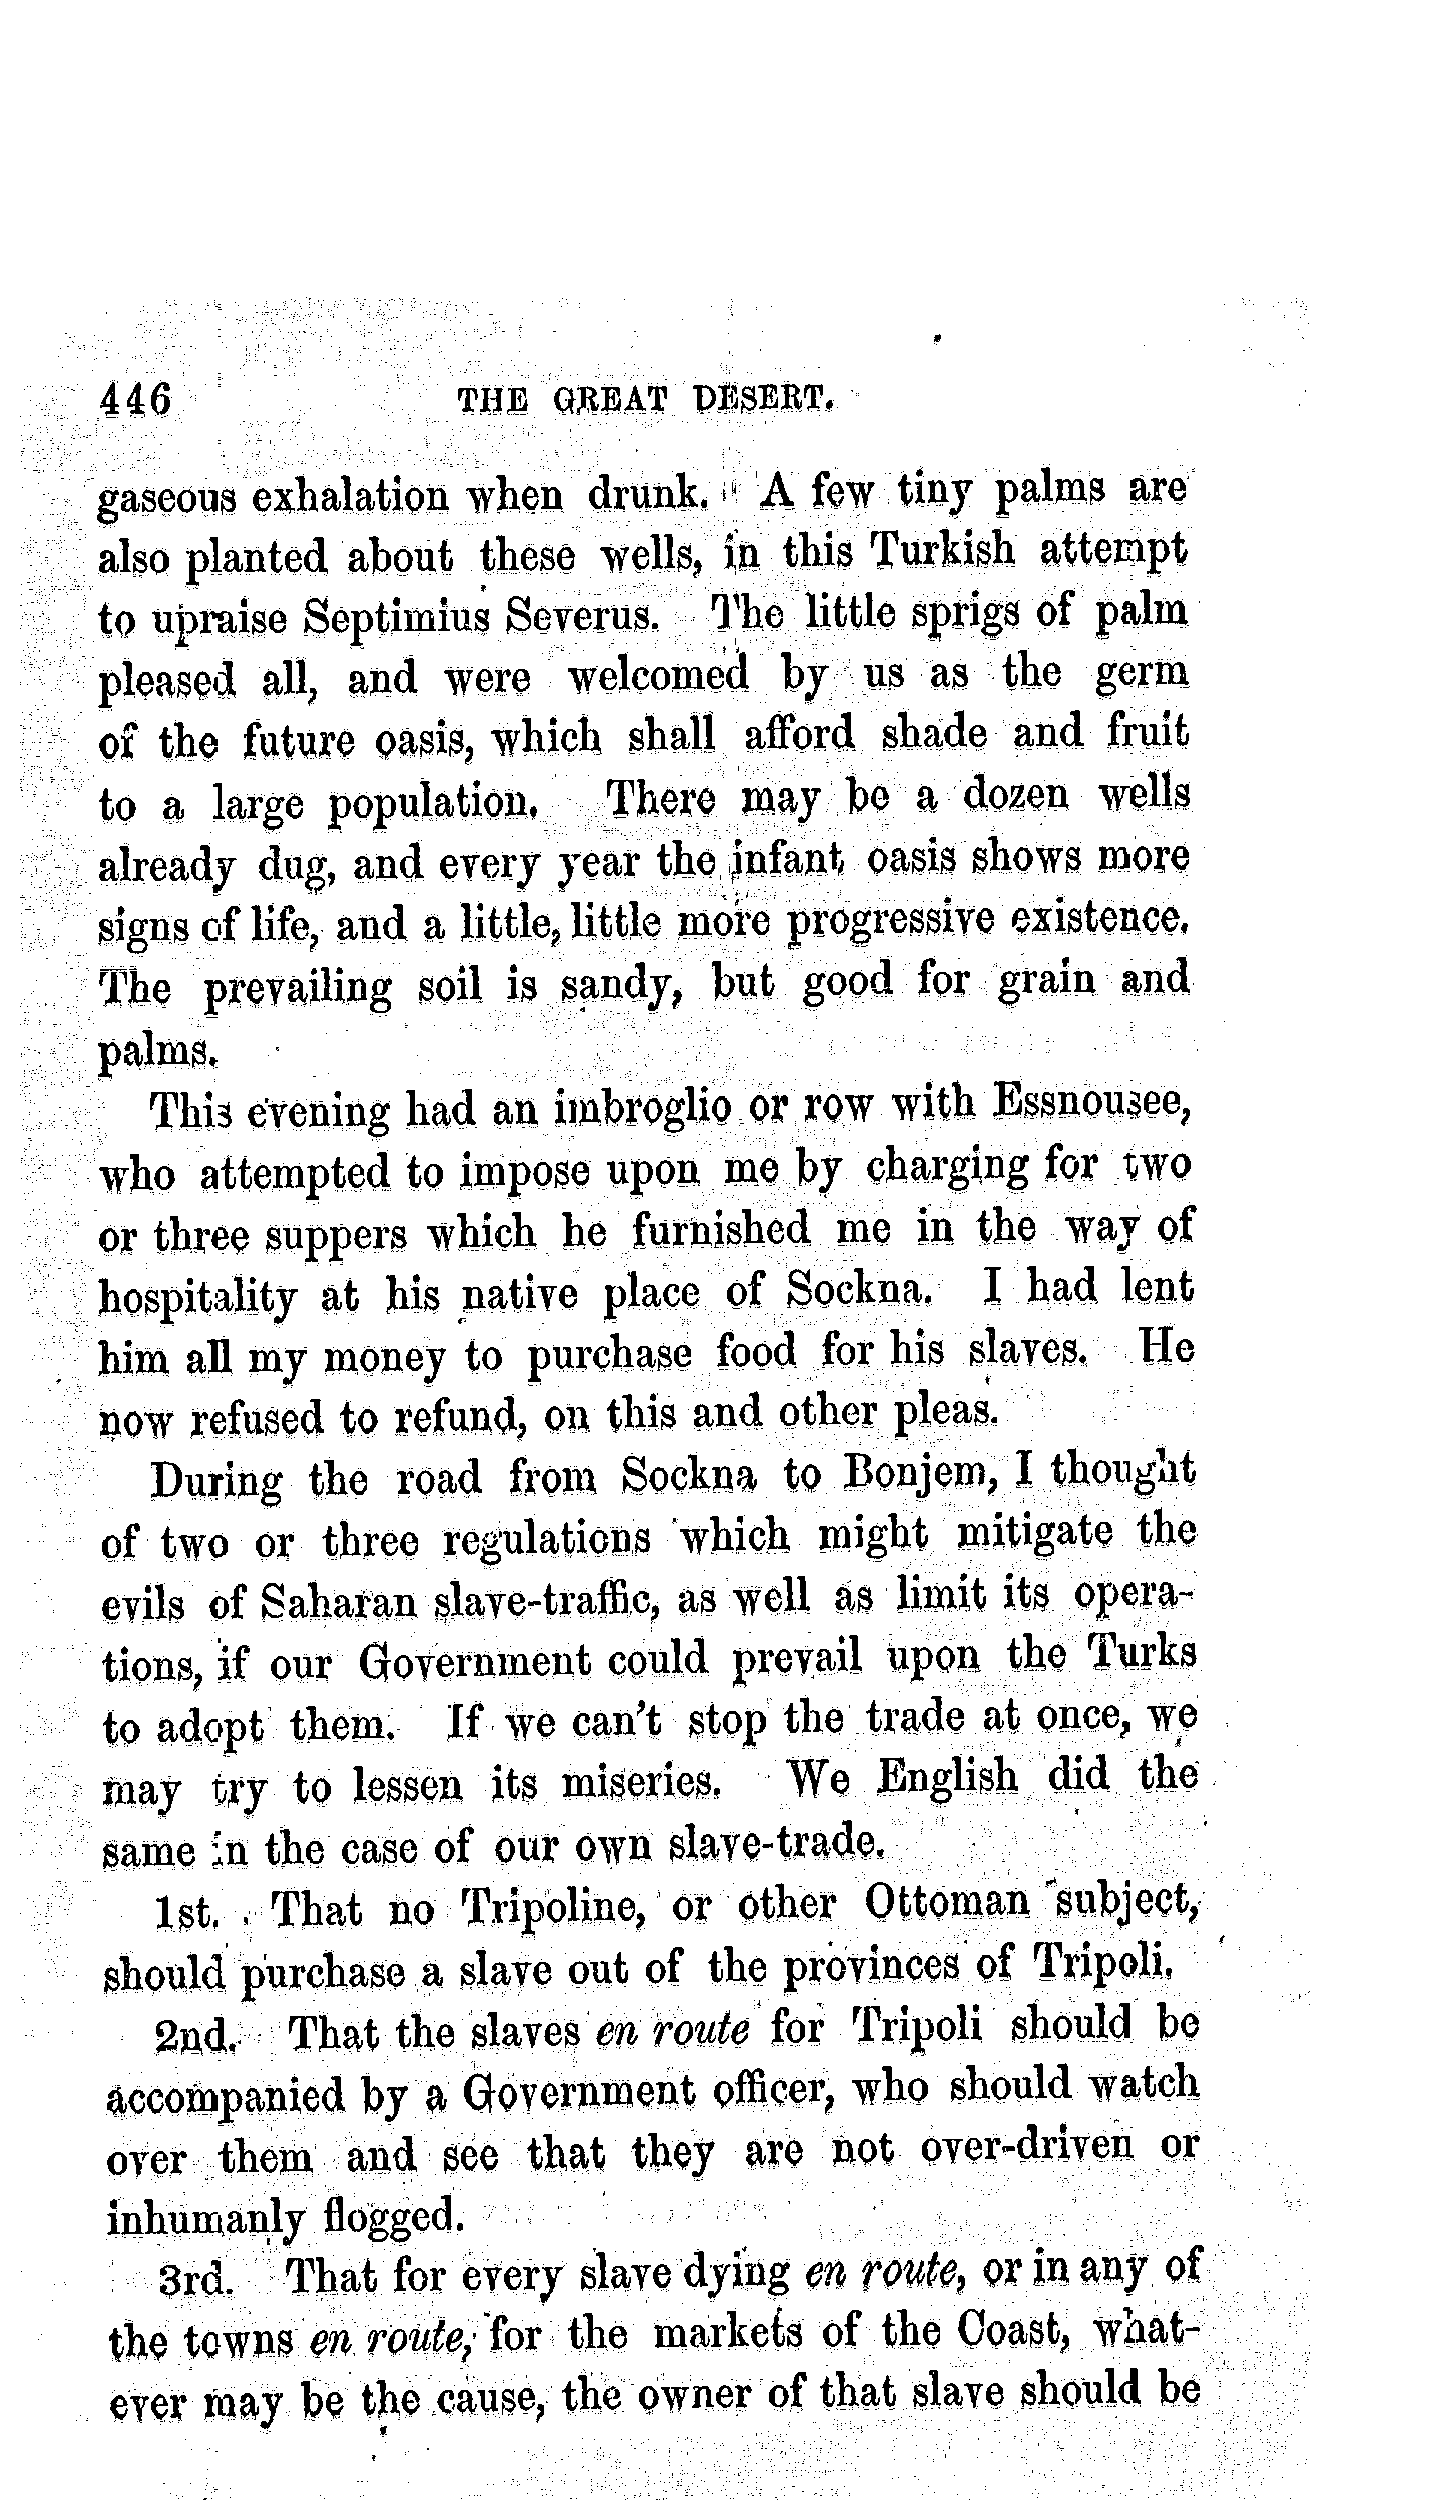 446 THE GREAT DESERT.
gaseous exhalation when drunk. A few tiny palms are
also planted about these wells, in this Turkish attempt
to upraise Septimius Severus. The little sprigs of palm
pleased all, and were welcomed by us as the germ
of the future oasis, which shall afford shade and fruit
to a large population. There may be a dozen wells
already dug, and every year the infant oasis shows more
signs of life, and a little, little more progressive existence.
The prevailing soil is sandy, but good for grain and
palms.
This evening had an imbroglio or row with Essnousee,
who attempted to impose upon me by charging for two
or three suppers which he furnished me in the way of
hospitality at his native place of Sockna. I had lent
him all my money to purchase food for his slaves. He
now refused to refund, on this and other pleas.
During the road from Sockna to Bonjem, I thought
of two or three regulations which might mitigate the
evils of Saharan slave-traffic, as well as limit its opera-
tions, if our Government could prevail upon the Turks
to adopt them. If we can't stop the trade at once, we
may try to lessen its miseries. We English did the
same in the case of our own slave-trade.
1st. That no Tripoline, or other Ottoman subject,
should purchase a slave out of the provinces of Tripoli.
2nd. That the slaves en route for Tripoli should be
accompanied by a Government officer, who should watch
over them and see that they are not over-driven or
inhumanly flogged.
3rd. That for every slave dying en route, or in any of
the towns en route, for the markets of the Coast, what-
ever may be the cause, the owner of that slave should be